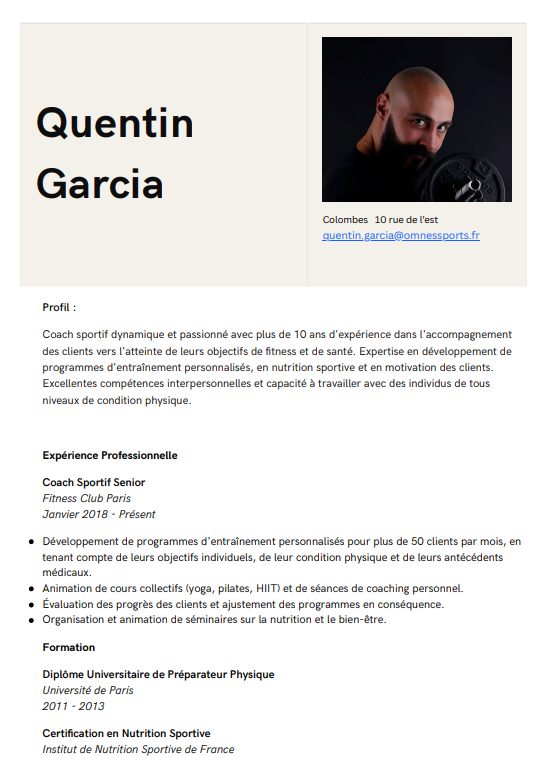 Quentin
Garcia
Colombes 10 rue de l'est
quentin.garcia@omnessports.fr
Profil :
Coach sportif dynamique et passionné avec plus de 10 ans d'expérience dans l'accompagnement
des clients vers l'atteinte de leurs objectifs de fitness et de santé. Expertise en développement de
programmes d'entraînement personnalisés, en nutrition sportive et en motivation des clients.
Excellentes compétences interpersonnelles et capacité à travailler avec des individus de tous
niveaux de condition physique.
Expérience Professionnelle
Coach Sportif Senior
Fitness Club Paris
Janvier 2018 - Présent
● Développement de programmes d'entraînement personnalisés pour plus de 50 clients par mois, en
tenant compte de leurs objectifs individuels, de leur condition physique et de leurs antécédents
médicaux.
● Animation de cours collectifs (yoga, pilates, HIIT) et de séances de coaching personnel.
● Évaluation des progrès des clients et ajustement des programmes en conséquence.
● Organisation et animation de séminaires sur la nutrition et le bien-être.
Formation
Diplôme Universitaire de Préparateur Physique
Université de Paris
2011 - 2013
Certification en Nutrition Sportive
Institut de Nutrition Sportive de France